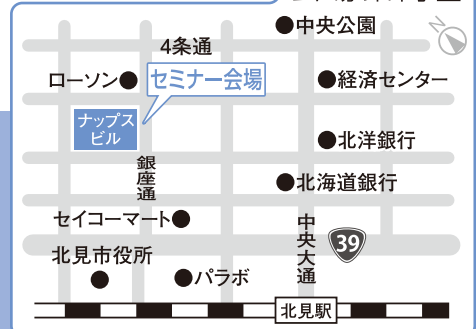 ●中央公園
4条通
ローソン●
セミナー会場
●経済センター
ナップス
ビル
●北洋銀行
銀座通
●北海道銀行
セイコーマート●
中央大通
39
北見市役所
●パラボ
北見駅
N